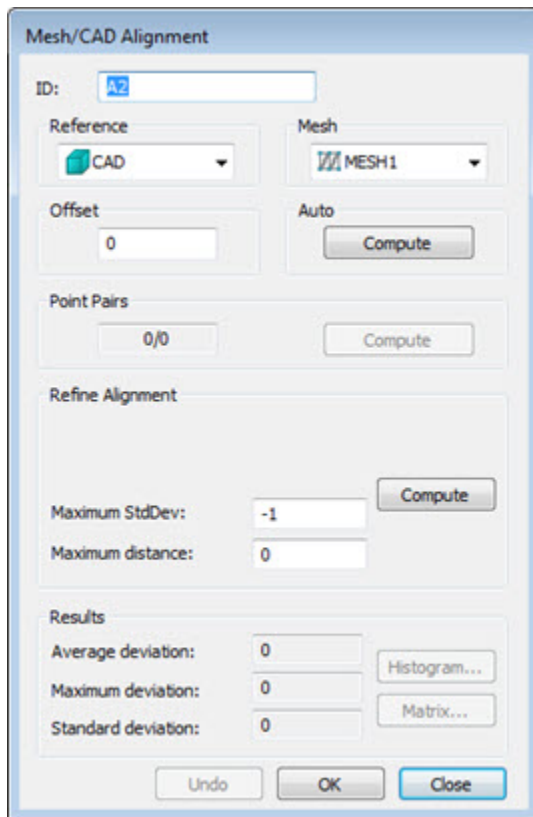 Mesh/CAD Alignment
ID: A2
Reference Mesh
CAD MESH1
Offset Auto
0 Compute
Point Pairs
0/0 Compute
Refine Alignment
Compute
Maximum StdDev: -1
Maximum distance: 0
Results
Average deviation: 0
Histogram...
Maximum deviation: 0
Matrix...
Standard deviation: 0
Undo OK Close